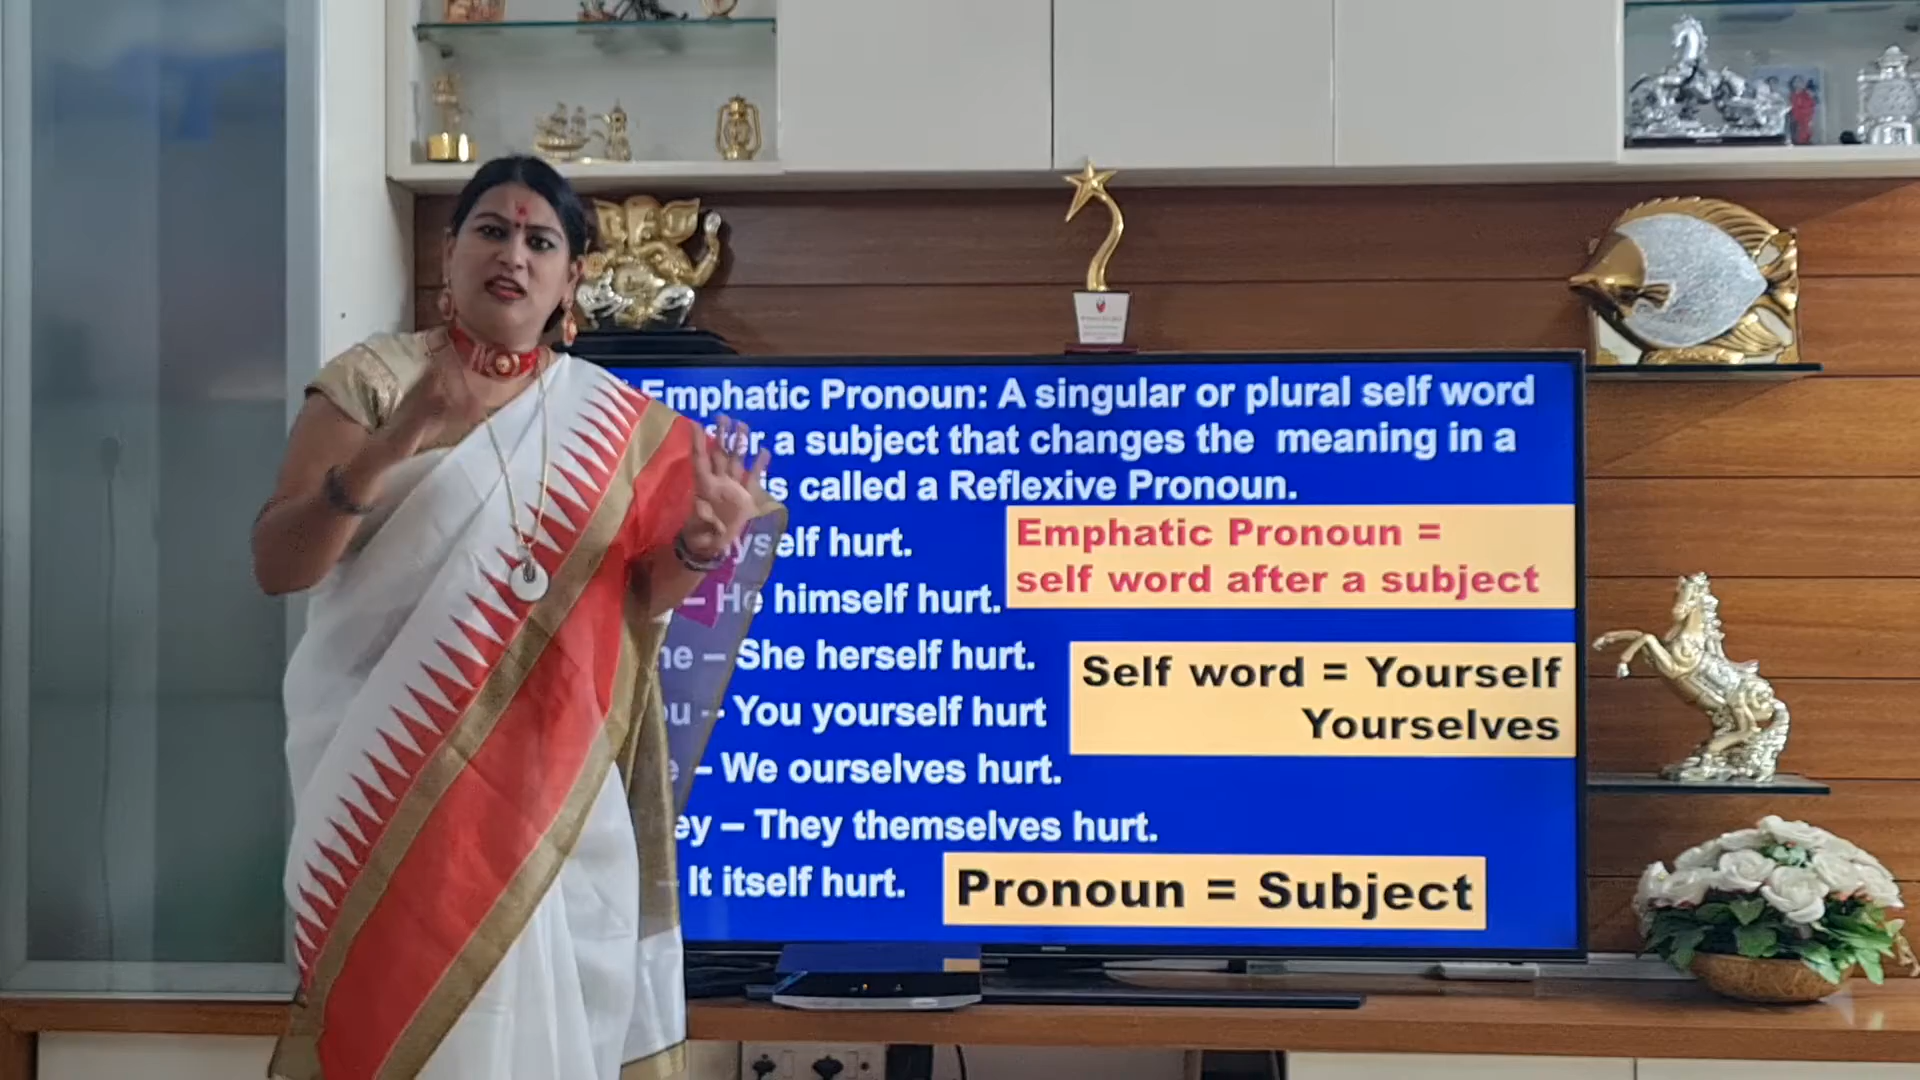 Emphatic Pronoun: A singular or plural self word
a subject that changes the meaning in a
is called a Reflexive Pronoun.
hurt.
– He himself hurt.
– She herself hurt.
– You yourself hurt
– We ourselves hurt.
– They themselves hurt.
– It itself hurt.
Emphatic Pronoun =
self word after a subject
Self word = Yourself
Yourselves
Pronoun = Subject